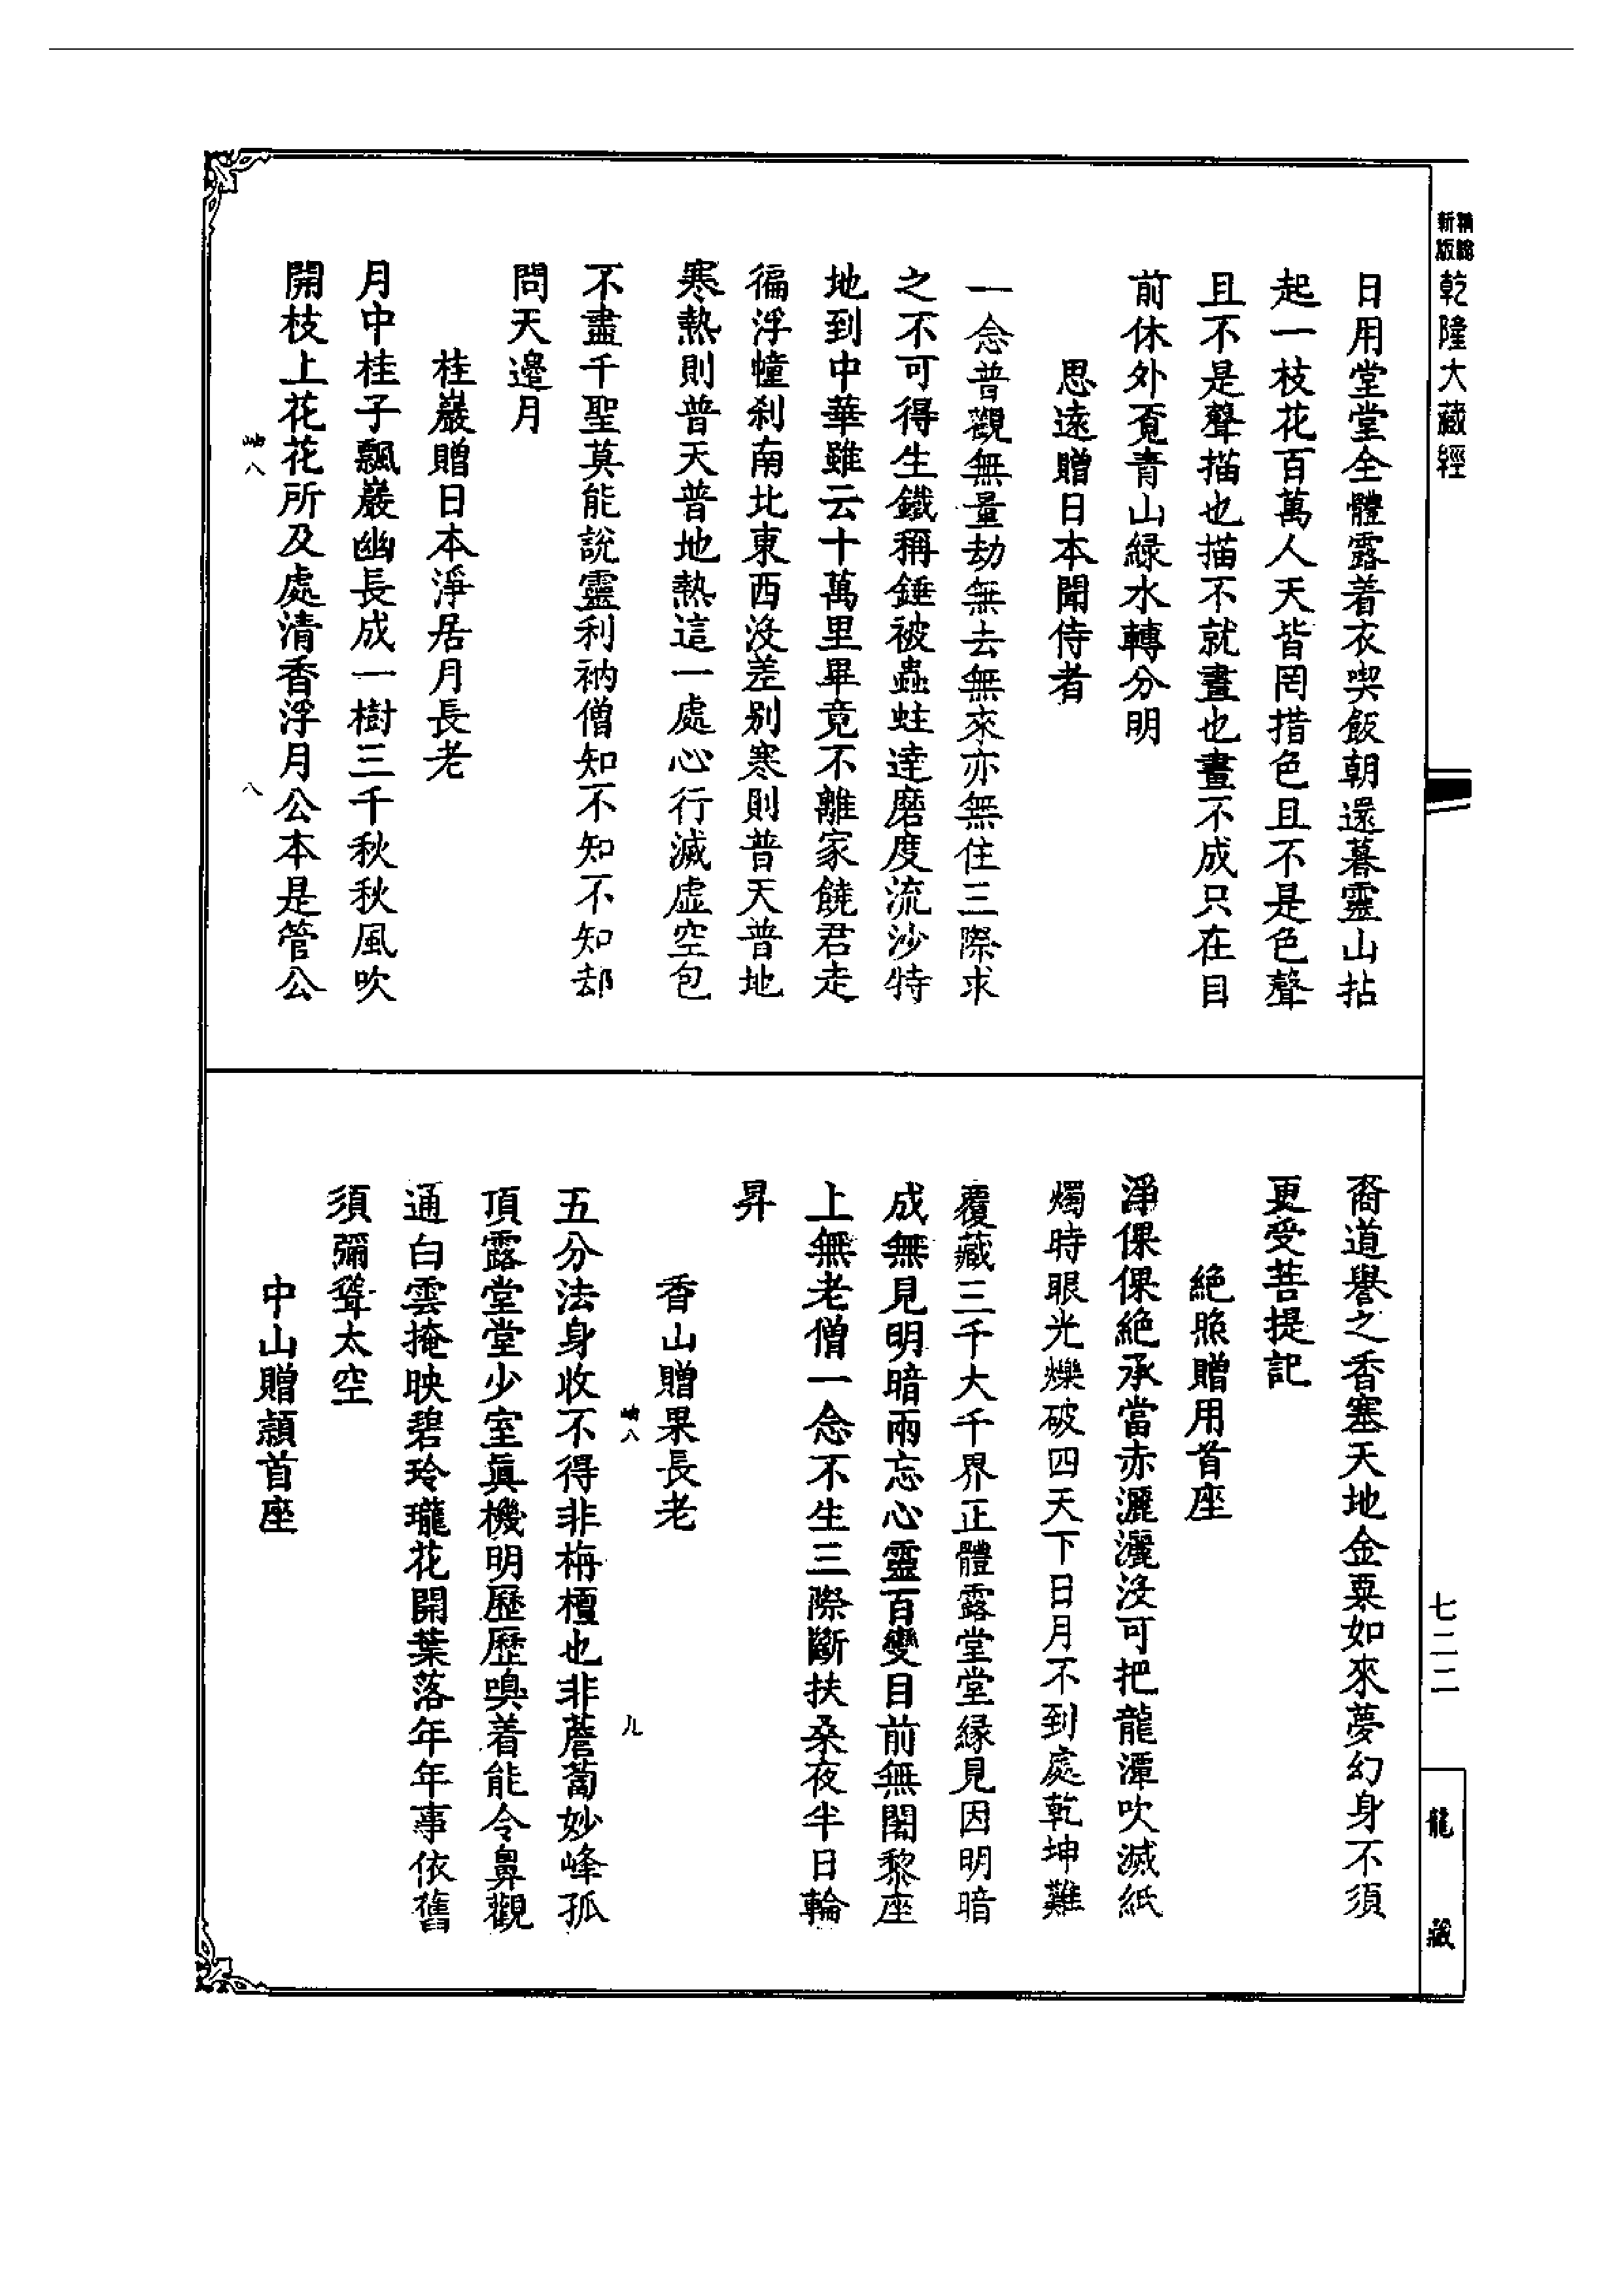 新版精縮乾隆大藏經
日用堂堂全體露着衣喫飯朝還暮靈山拈
起一枝花百萬人天皆罔措色且不是色聲
且不是聲描也描不就畫也畫不成只在目
前休外覔青山綠水轉分明
思遠贈日本聞侍者
一念普觀無量劫無去無來亦無住三際求
之不可得生鐵稱錘被蟲蛀達磨度流沙特
地到中華雖云十萬里畢竟不離家饒君走
徧浮幢刹南北東西沒差別寒則普天普地
寒熱則普天普地熱這一處心行滅虛空包
不盡千聖莫能說靈利衲僧知不知不知却
問天邊月
桂巖贈日本淨居月長老
月中桂子飄巖幽長成一樹三千秋秋風吹
開枝上花花所及處清香浮月公本是管公
八
八
裔道譽之香塞天地金粟如來夢幻身不須
更受菩提記
絕照贈用首座
淨倮倮絕承當赤灑灑沒可把龍潭吹滅紙
燭時眼光爍破四天下日月不到處乾坤難
覆藏三千大千界正體露堂堂緣見因明暗
成無見明暗兩忘心靈百變目前無闍黎座
上無老僧一念不生三際斷扶桑夜半日輪
昇
香山贈果長老
八
九
五分法身收不得非栴檀也非薝蔔妙峰孤
頂露堂堂少室真機明歷歷嗅着能令鼻觀
通白雲掩映碧玲瓏花開葉落年年事依舊
須彌聳太空
中山贈頴首座
七二二
龍藏